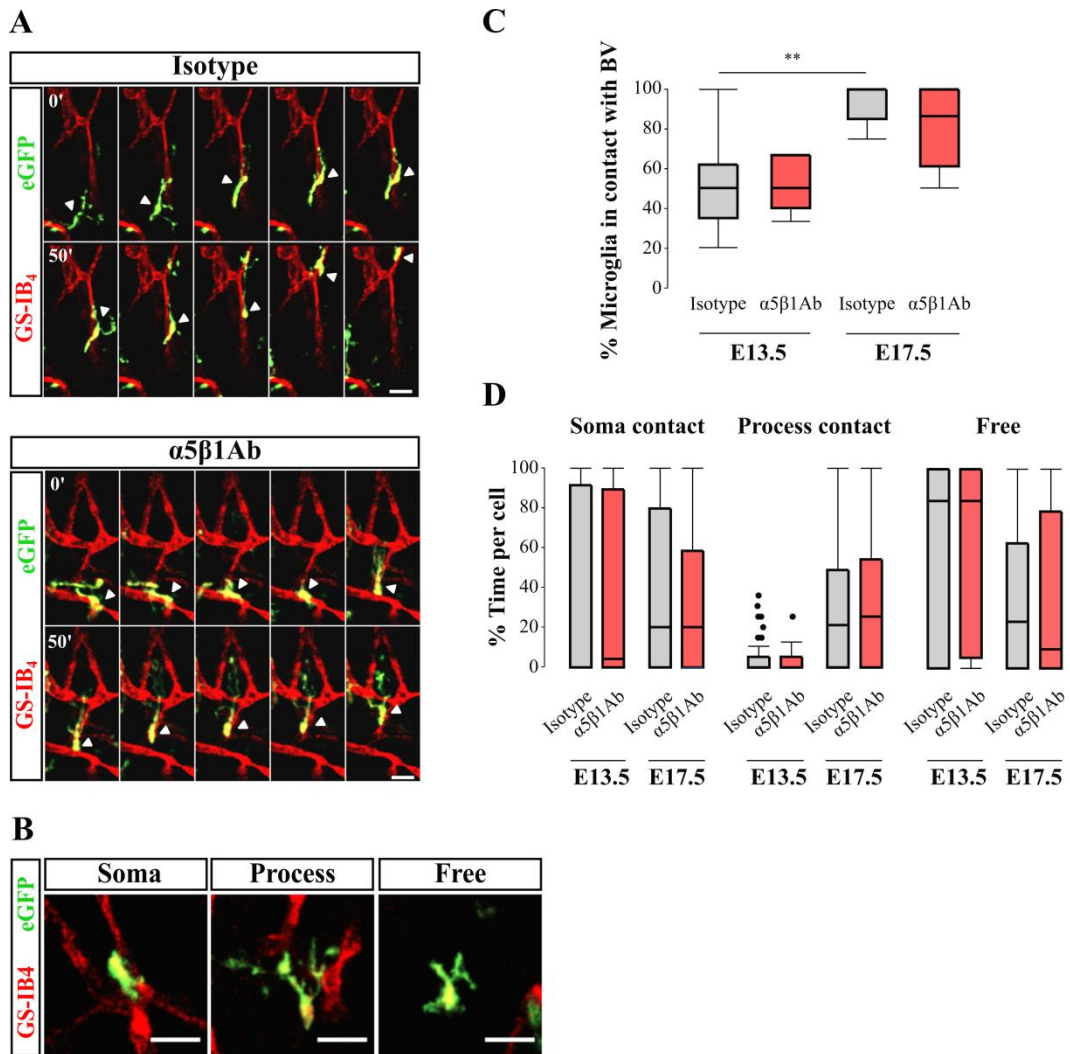 A
Isotype
eGFP
GS-IB4
0'
50'
α5β1Ab
eGFP
GS-IB4
0'
50'
B
Soma
Process
Free
GS-IB4 eGFP
C
**
% Microglia in contact with BV
100
80
60
40
20
0
Isotype α5β1Ab Isotype α5β1Ab
E13.5 E17.5
D
Soma contact Process contact Free
% Time per cell
100
80
60
40
20
0
Isotype α5β1Ab Isotype α5β1Ab Isotype α5β1Ab Isotype α5β1Ab Isotype α5β1Ab Isotype α5β1Ab
E13.5 E17.5 E13.5 E17.5 E13.5 E17.5